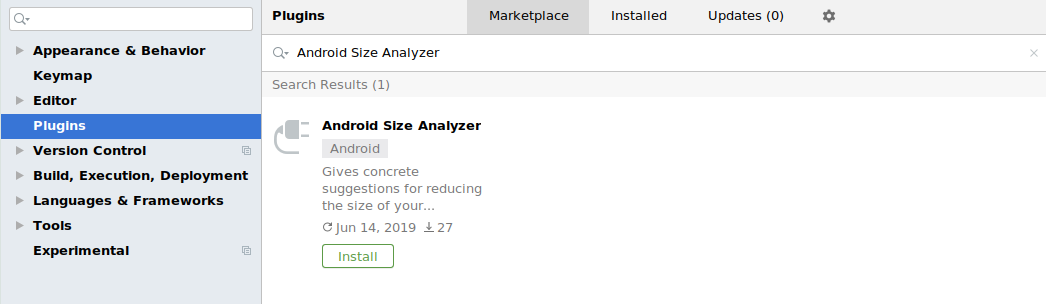 Plugins
Marketplace
Installed
Updates (0)
Appearance & Behavior
Keymap
Editor
Plugins
Version Control
Build, Execution, Deployment
Languages & Frameworks
Tools
Experimental
Android Size Analyzer
Search Results (1)
Android Size Analyzer
Android
Gives concrete
suggestions for reducing
the size of your...
Jun 14, 2019 27
Install